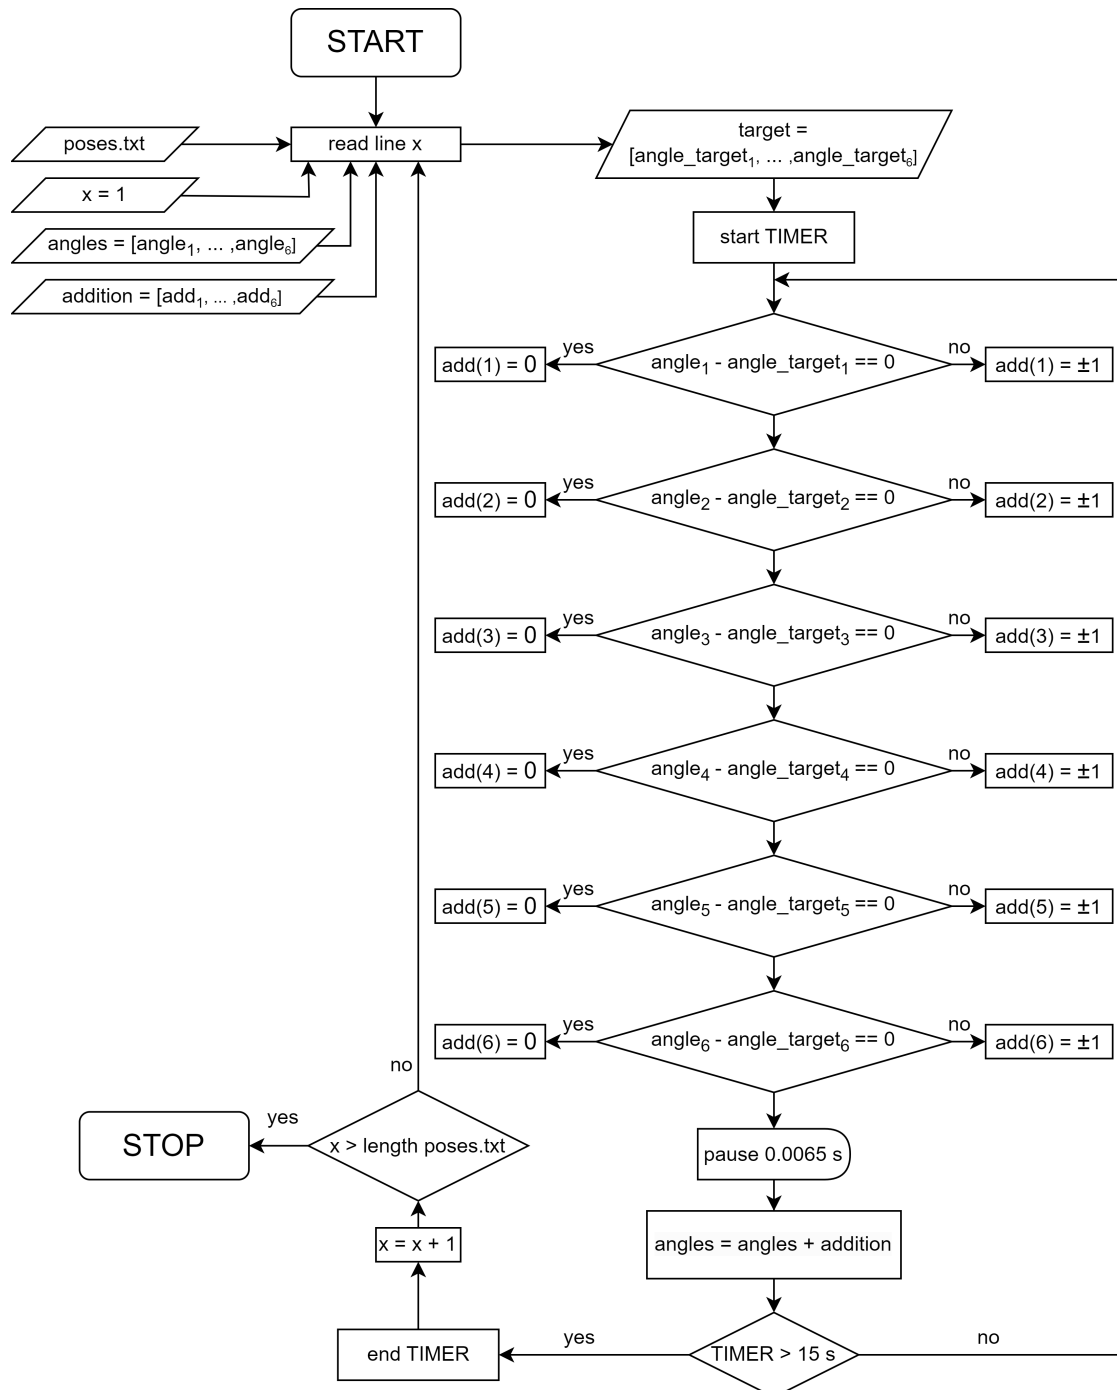 START
poses.txt
read line x
target =
[angle_target₁, ... ,angle_target₆]
x = 1
angles = [angle₁, ... ,angle₆]
start TIMER
addition = [add₁, ... ,add₆]
yes
no
add(1) = 0
angle₁ - angle_target₁ == 0
add(1) = ±1
yes
no
add(2) = 0
angle₂ - angle_target₂ == 0
add(2) = ±1
yes
no
add(3) = 0
angle₃ - angle_target₃ == 0
add(3) = ±1
yes
no
add(4) = 0
angle₄ - angle_target₄ == 0
add(4) = ±1
yes
no
add(5) = 0
angle₅ - angle_target₅ == 0
add(5) = ±1
yes
no
add(6) = 0
angle₆ - angle_target₆ == 0
add(6) = ±1
pause 0.0065 s
angles = angles + addition
TIMER > 15 s
no
yes
end TIMER
x = x + 1
x > length poses.txt
no
yes
STOP